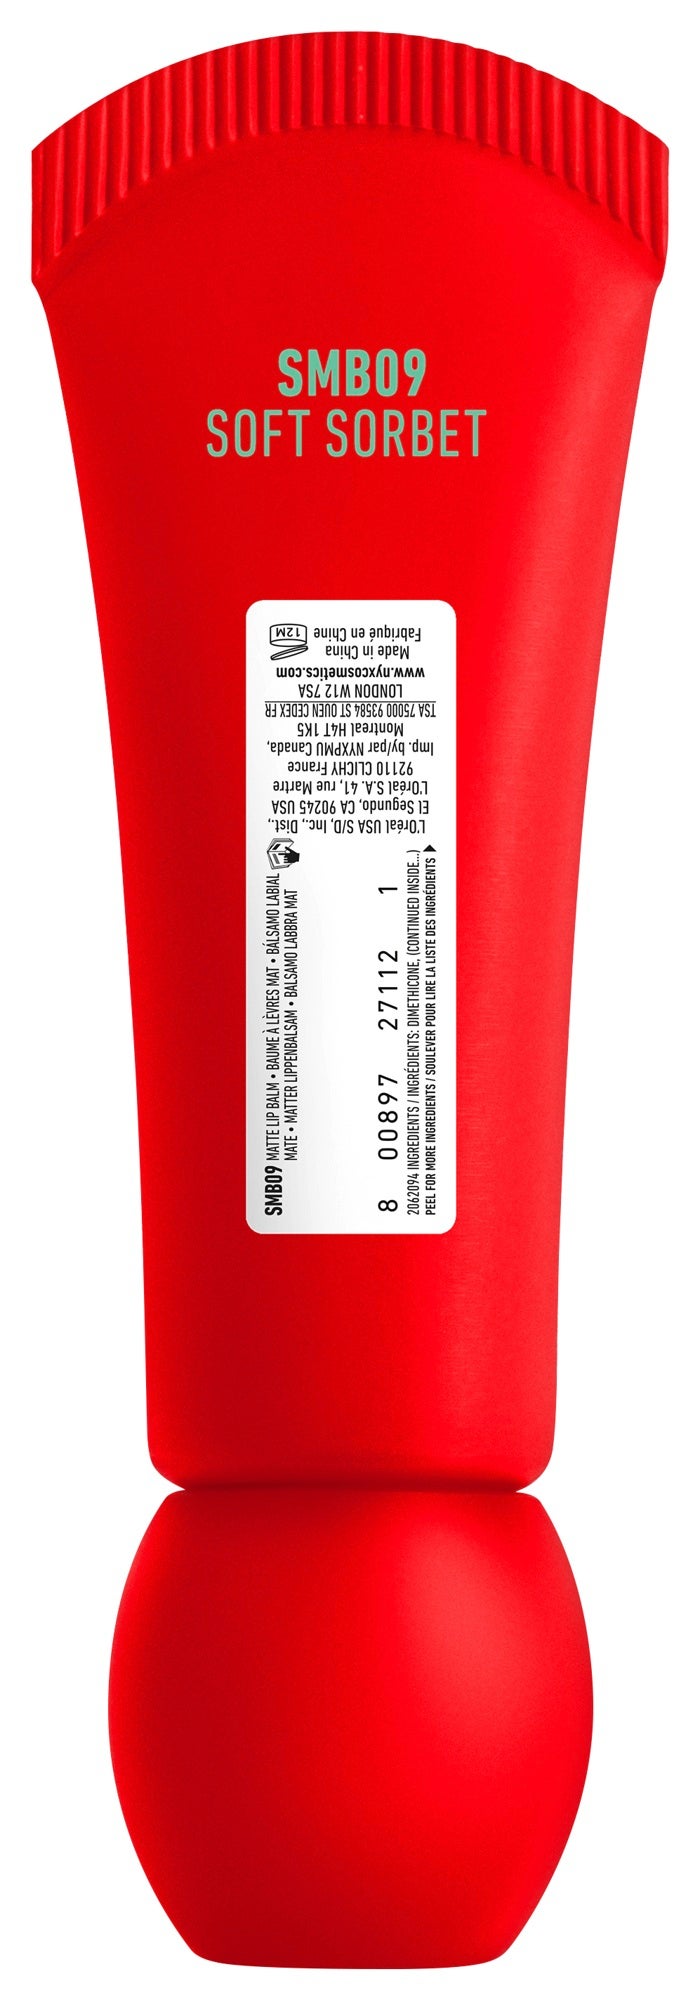 SMB09
SOFT SORBET
L'Oréal USA S/D, Inc., Dist.,
El Segundo, CA 90245 USA
L'Oréal S.A. 41, rue Martre
92110 CLICHY France
Imp. by/par NYXPMU Canada,
Montreal H4T 1K5
TSA 75000 93584 ST OUEN CEDEX FR
LONDON W12 7SA
www.nyxcosmetics.com
Made in China
Fabriqué en Chine
12M
SMB09 MATTE LIP BALM • BAUME À LÈVRES MAT • BÁLSAMO LABIAL
MATE • MATTER LIPPENBALSAM • BALSAMO LABBRA MAT
8 00897 27112 1
2062094 INGREDIENTS / INGRÉDIENTS: DIMETHICONE, (CONTINUED INSIDE...)
PEEL FOR MORE INGREDIENTS / SOULEVER POUR LIRE LA LISTE DES INGRÉDIENTS